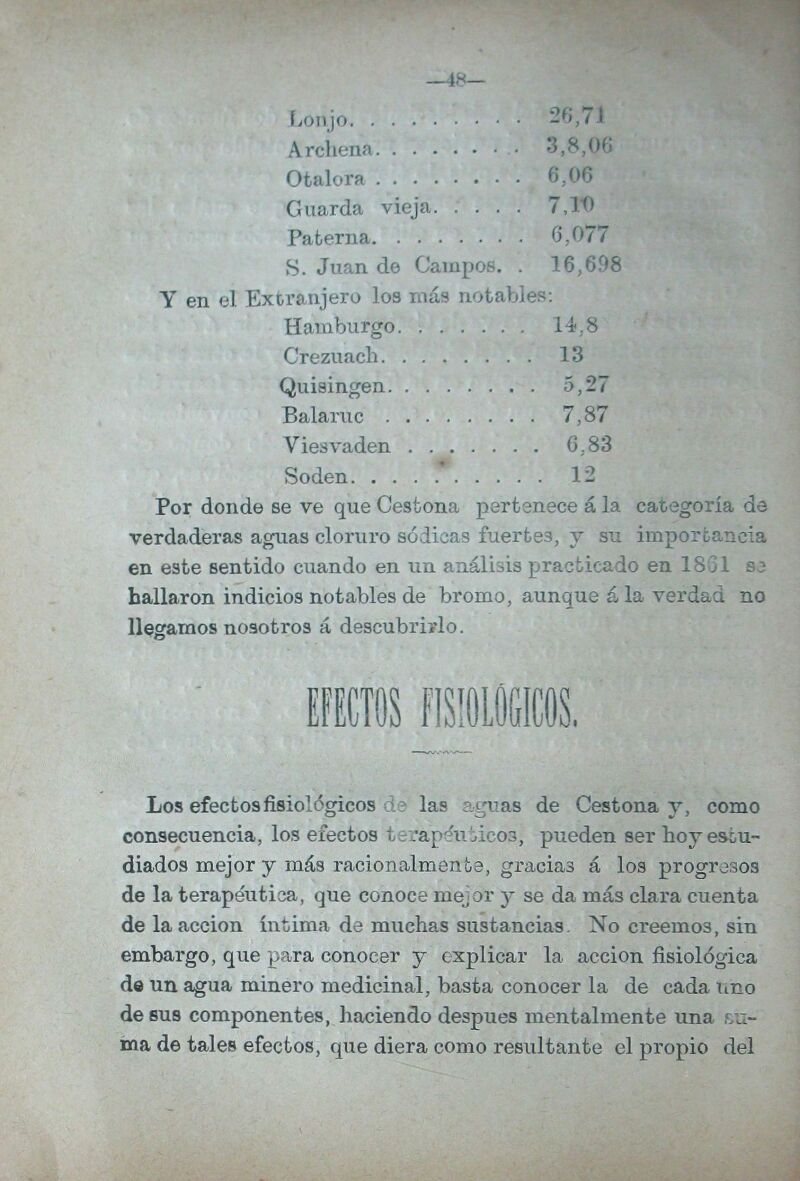 —48—
Lonjo. . . . . . . . . 26,71
Archena. . . . . . . . 3,8,06
Otalora . . . . . . . . 6,06
Guarda vieja. . . . . 7,10
Paterna. . . . . . . . 6,077
S. Juan de Campos. . 16,698
Y en el Extranjero los más notables:
Hamburgo. . . . . . . 14,8
Crezuach. . . . . . . . 13
Quisingen. . . . . . . . 5,27
Balaruc . . . . . . . . 7,87
Viesvaden . . . . . . . 6,83
Soden. . . . . . . . . . 12
Por donde se ve que Cestona pertenece á la categoría de
verdaderas aguas cloruro sódicas fuertes, y su importancia
en este sentido cuando en un análisis practicado en 1861 se
hallaron indicios notables de bromo, aunque á la verdad no
llegamos nosotros á descubrirlo.
EFECTOS FISIOLÓGICOS.
Los efectos fisiológicos de las aguas de Cestona y, como
consecuencia, los efectos terapéuticos, pueden ser hoy estu-
diados mejor y más racionalmente, gracias á los progresos
de la terapéutica, que conoce mejor y se da más clara cuenta
de la accion íntima de muchas sustancias. No creemos, sin
embargo, que para conocer y explicar la accion fisiológica
de un agua minero medicinal, basta conocer la de cada uno
de sus componentes, haciendo despues mentalmente una su-
ma de tales efectos, que diera como resultante el propio del